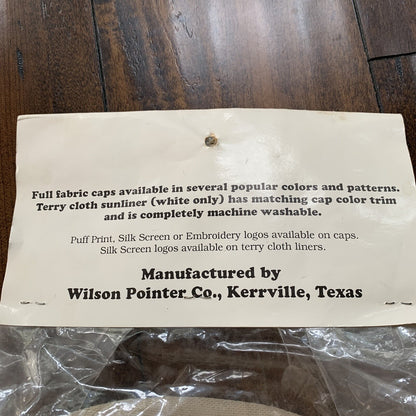 Full fabric caps available in several popular colors and patterns.
Terry cloth sunliner (white only) has matching cap color trim
and is completely machine washable.
Puff Print, Silk Screen or Embroidery logos available on caps.
Silk Screen logos available on terry cloth liners.
Manufactured by
Wilson Pointer Co., Kerrville, Texas